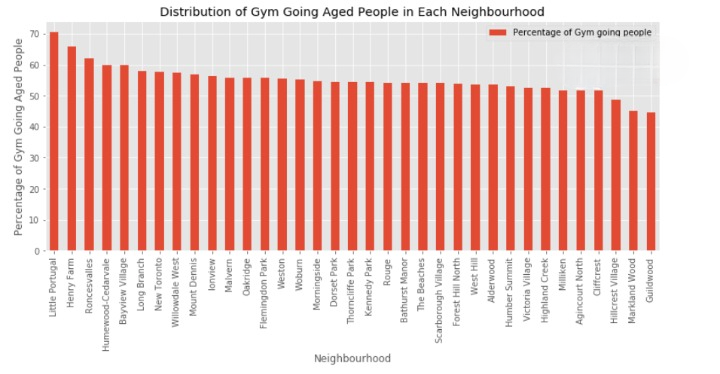 Distribution of Gym Going Aged People in Each Neighbourhood
Percentage of Gym going people
Percentage of Gym Going Aged People
70
60
50
40
30
20
10
0
Little Portugal
Henry Farm
Roncesvalles
Humewood-Cedarvale
Bayview Village
Long Branch
New Toronto
Willowdale West
Mount Dennis
Ionview
Malvern
Oakridge
Flemingdon Park
Weston
Woburn
Morningside
Dorset Park
Thorncliffe Park
Kennedy Park
Rouge
Bathurst Manor
The Beaches
Scarborough Village
Forest Hill North
West Hill
Alderwood
Humber Summit
Victoria Village
Highland Creek
Milliken
Agincourt North
Cliffcrest
Hillcrest Village
Markland Wood
Guildwood
Neighbourhood